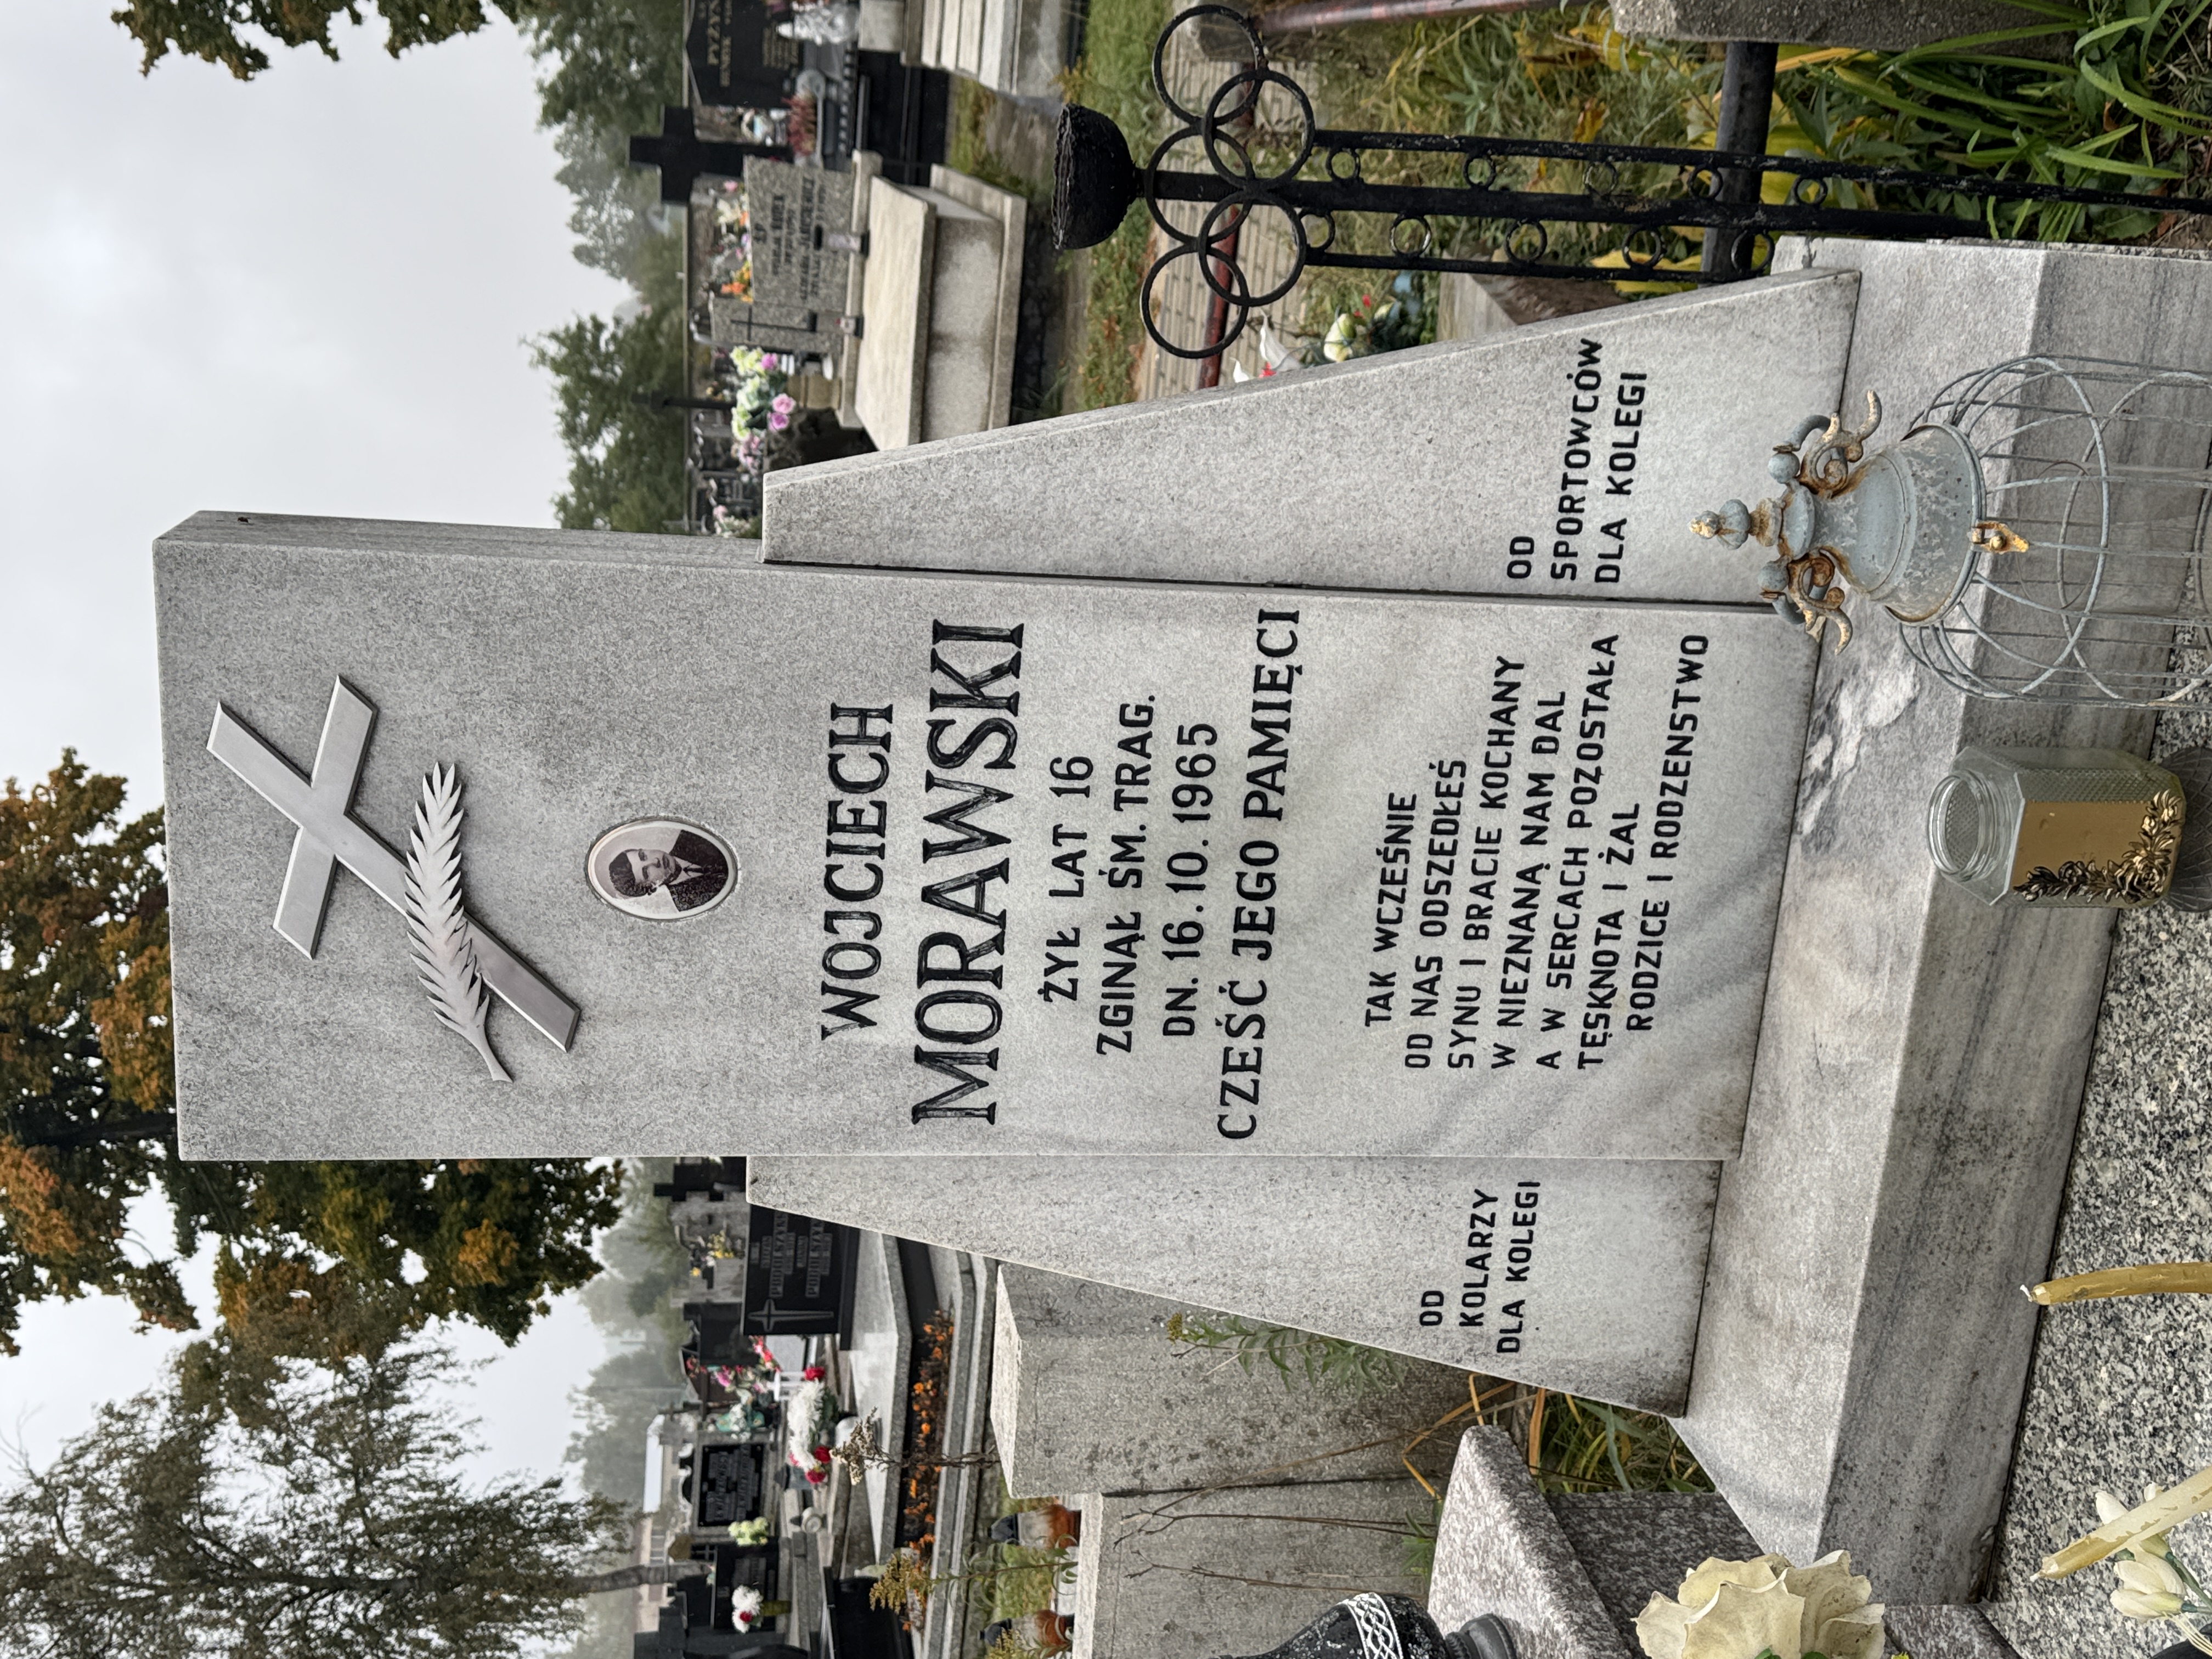 WOJCIECH
MORAWSKI
ŻYŁ LAT 16
ZGINĄŁ ŚM. TRAG.
DN. 16. 10. 1965
CZEŚĆ JEGO PAMIĘCI
TAK WCZEŚNIE
OD NAS ODSZEDŁEŚ
SYNU I BRACIE KOCHANY
W NIEZNANĄ NAM DAL
A W SERCACH POZOSTAŁA
TĘSKNOTA I ŻAL
RODZICE I RODZENSTWO
OD
KOLARZY
DLA KOLEGI
OD
SPORTOWCÓW
DLA KOLEGI